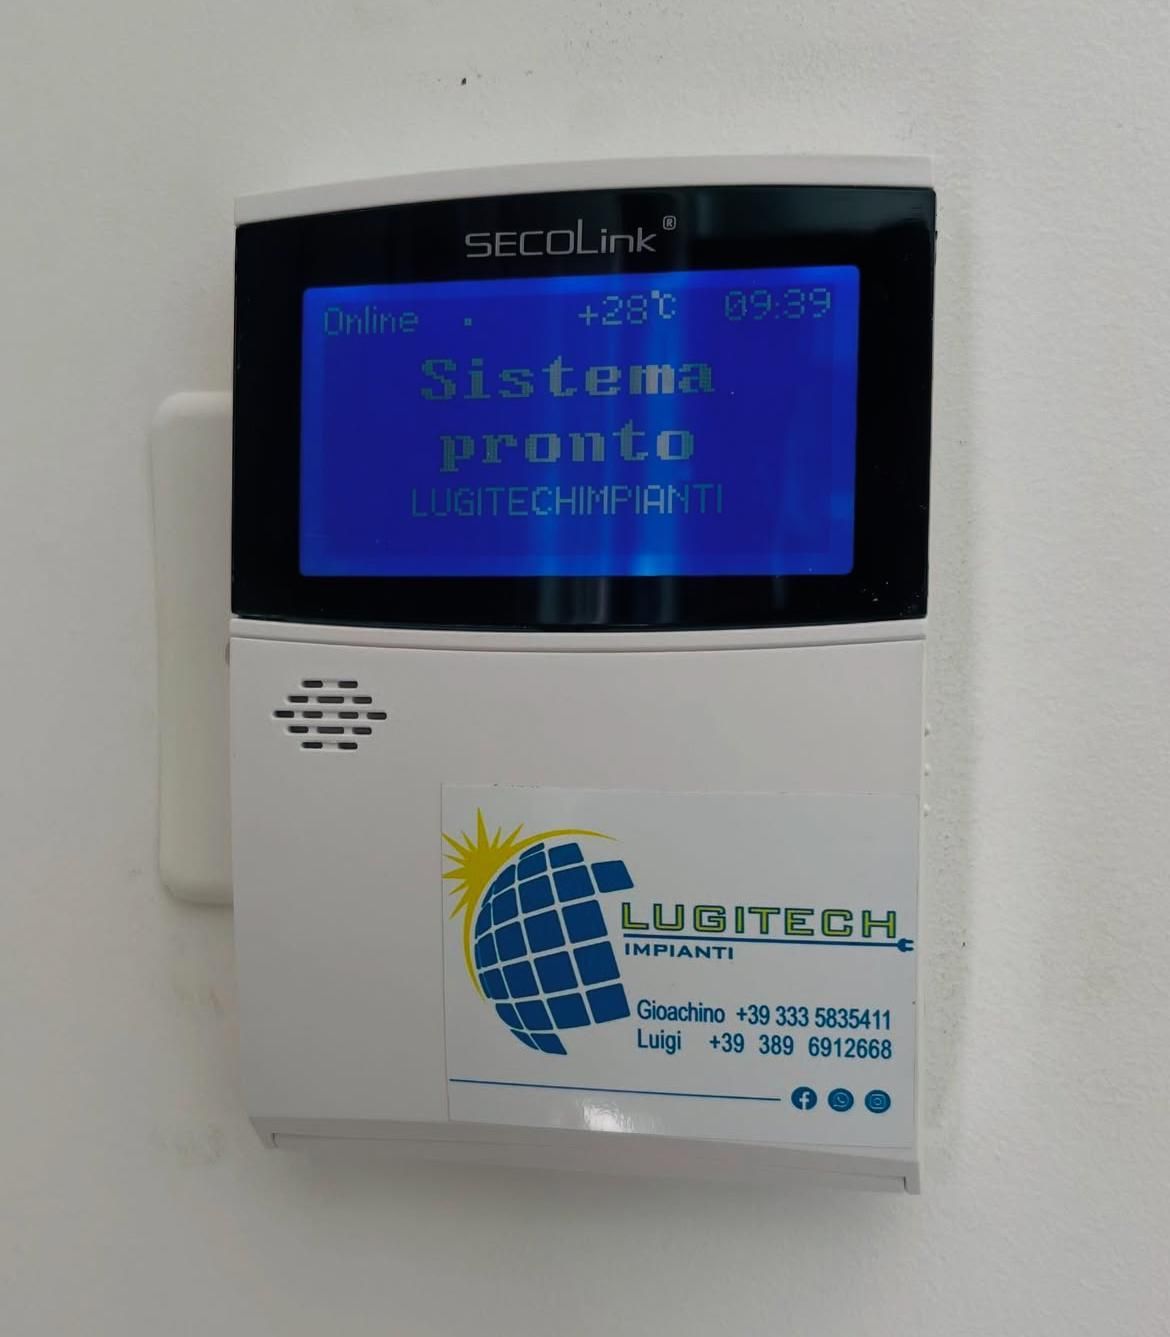 SECOLink®
Online +28°C 09:39
Sistema
pronto
LUGITECHIMPIANTI
LUGITECH
IMPIANTI
Gioachino +39 333 5835411
Luigi +39 389 6912668